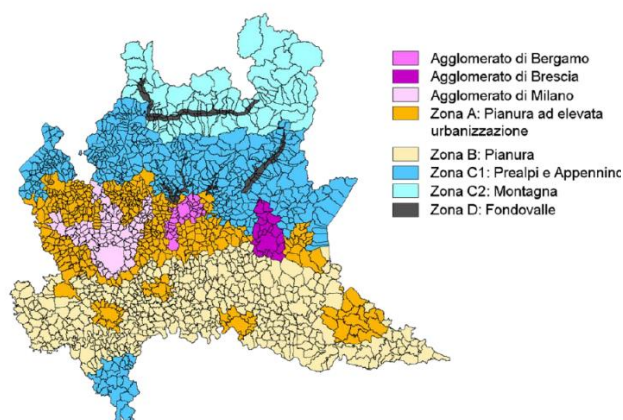 Agglomerato di Bergamo
Agglomerato di Brescia
Agglomerato di Milano
Zona A: Pianura ad elevata
urbanizzazione
Zona B: Pianura
Zona C1: Prealpi e Appennino
Zona C2: Montagna
Zona D: Fondovalle